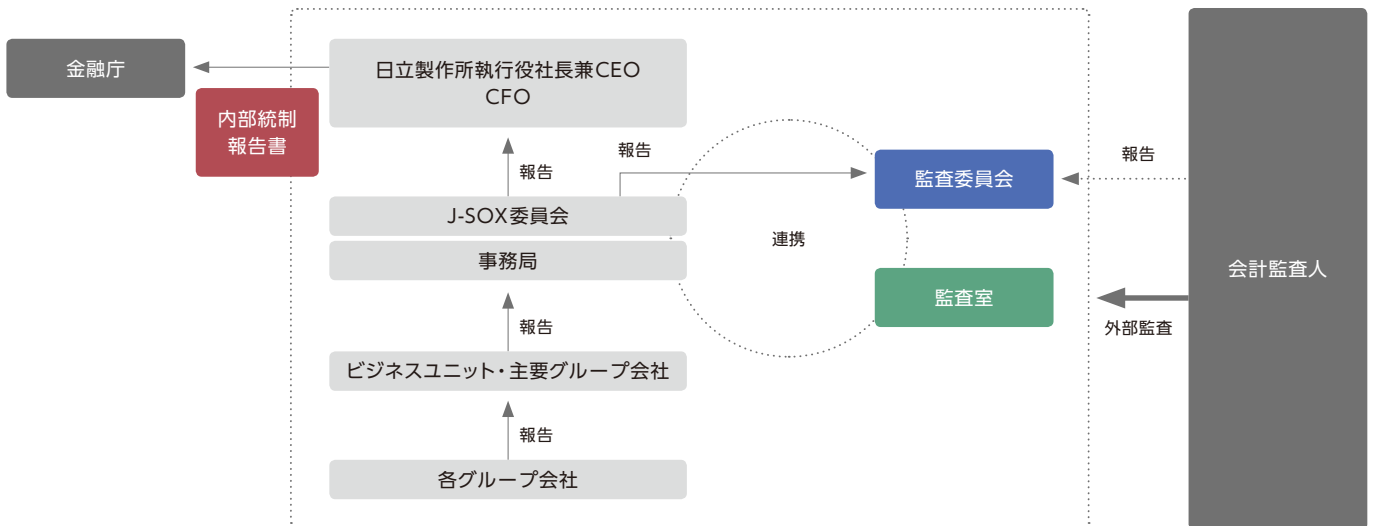 金融庁
内部統制
報告書
日立製作所執行役社長兼CEO
CFO
報告
報告
J-SOX委員会
事務局
報告
ビジネスユニット・主要グループ会社
報告
各グループ会社
連携
監査委員会
監査室
報告
外部監査
会計監査人